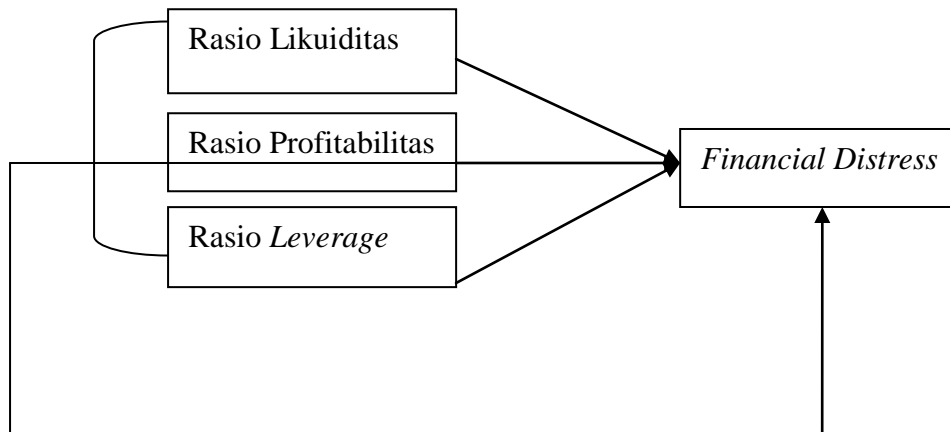 Rasio Likuiditas
Rasio Profitabilitas
Financial Distress
Rasio Leverage